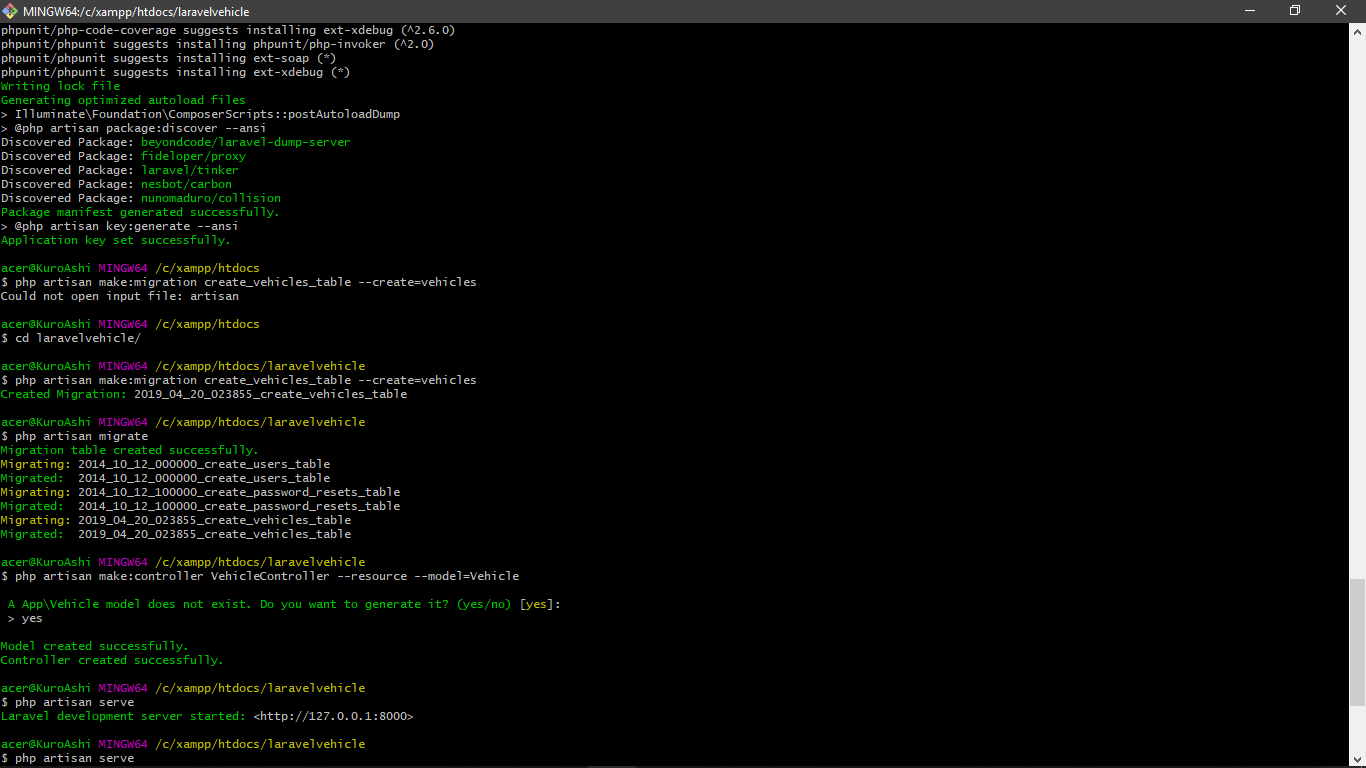 MINGW64:/c/xampp/htdocs/laravelvehicle
phpunit/php-code-coverage suggests installing ext-xdebug (^2.6.0)
phpunit/phpunit suggests installing phpunit/php-invoker (^2.0)
phpunit/phpunit suggests installing ext-soap (*)
phpunit/phpunit suggests installing ext-xdebug (*)
Writing lock file
Generating optimized autoload files
> Illuminate\Foundation\ComposerScripts::postAutoloadDump
> @php artisan package:discover --ansi
Discovered Package: beyondcode/laravel-dump-server
Discovered Package: fideloper/proxy
Discovered Package: laravel/tinker
Discovered Package: nesbot/carbon
Discovered Package: nunomaduro/collision
Package manifest generated successfully.
> @php artisan key:generate --ansi
Application key set successfully.
acer@KuroAshi MINGW64 /c/xampp/htdocs
$ php artisan make:migration create_vehicles_table --create=vehicles
Could not open input file: artisan
acer@KuroAshi MINGW64 /c/xampp/htdocs
$ cd laravelvehicle/
acer@KuroAshi MINGW64 /c/xampp/htdocs/laravelvehicle
$ php artisan make:migration create_vehicles_table --create=vehicles
Created Migration: 2019_04_20_023855_create_vehicles_table
acer@KuroAshi MINGW64 /c/xampp/htdocs/laravelvehicle
$ php artisan migrate
Migration table created successfully.
Migrating: 2014_10_12_000000_create_users_table
Migrated:  2014_10_12_000000_create_users_table
Migrating: 2014_10_12_100000_create_password_resets_table
Migrated:  2014_10_12_100000_create_password_resets_table
Migrating: 2019_04_20_023855_create_vehicles_table
Migrated:  2019_04_20_023855_create_vehicles_table
acer@KuroAshi MINGW64 /c/xampp/htdocs/laravelvehicle
$ php artisan make:controller VehicleController --resource --model=Vehicle
A App\Vehicle model does not exist. Do you want to generate it? (yes/no) [yes]:
> yes
Model created successfully.
Controller created successfully.
acer@KuroAshi MINGW64 /c/xampp/htdocs/laravelvehicle
$ php artisan serve
Laravel development server started: <http://127.0.0.1:8000>
acer@KuroAshi MINGW64 /c/xampp/htdocs/laravelvehicle
$ php artisan serve